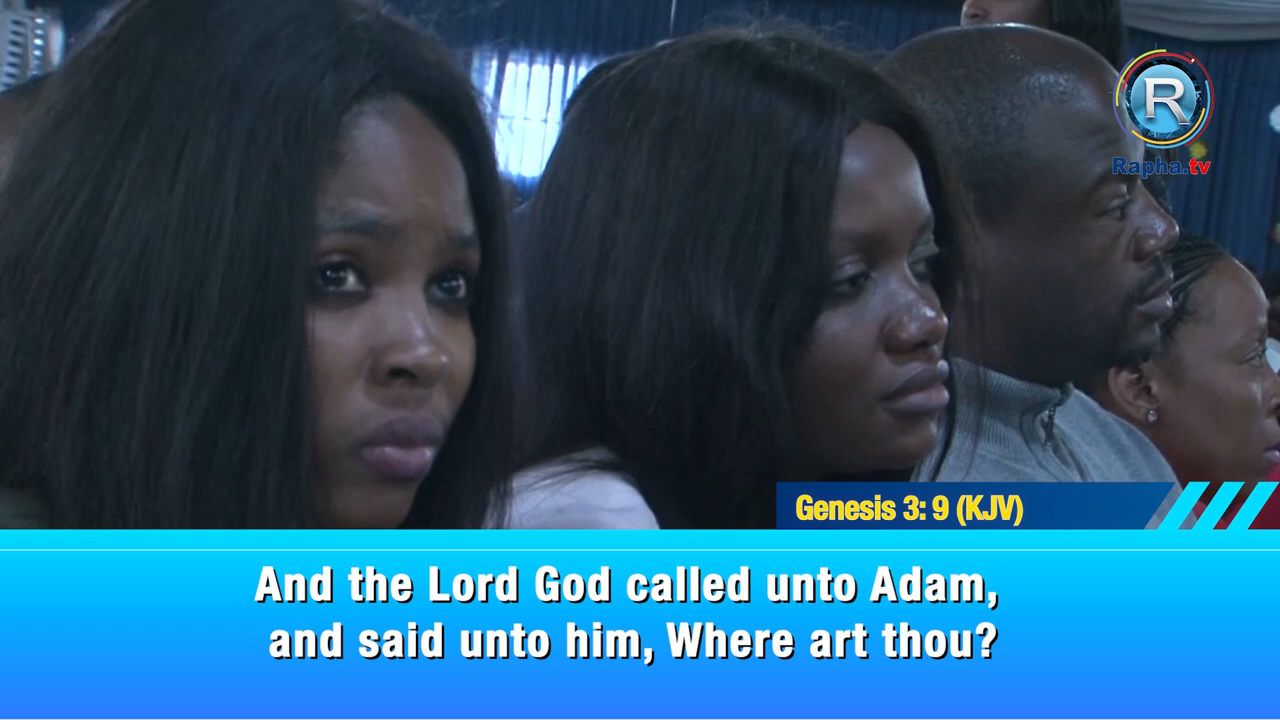 R
Rapha.tv
Genesis 3: 9 (KJV)
And the Lord God called unto Adam,
and said unto him, Where art thou?